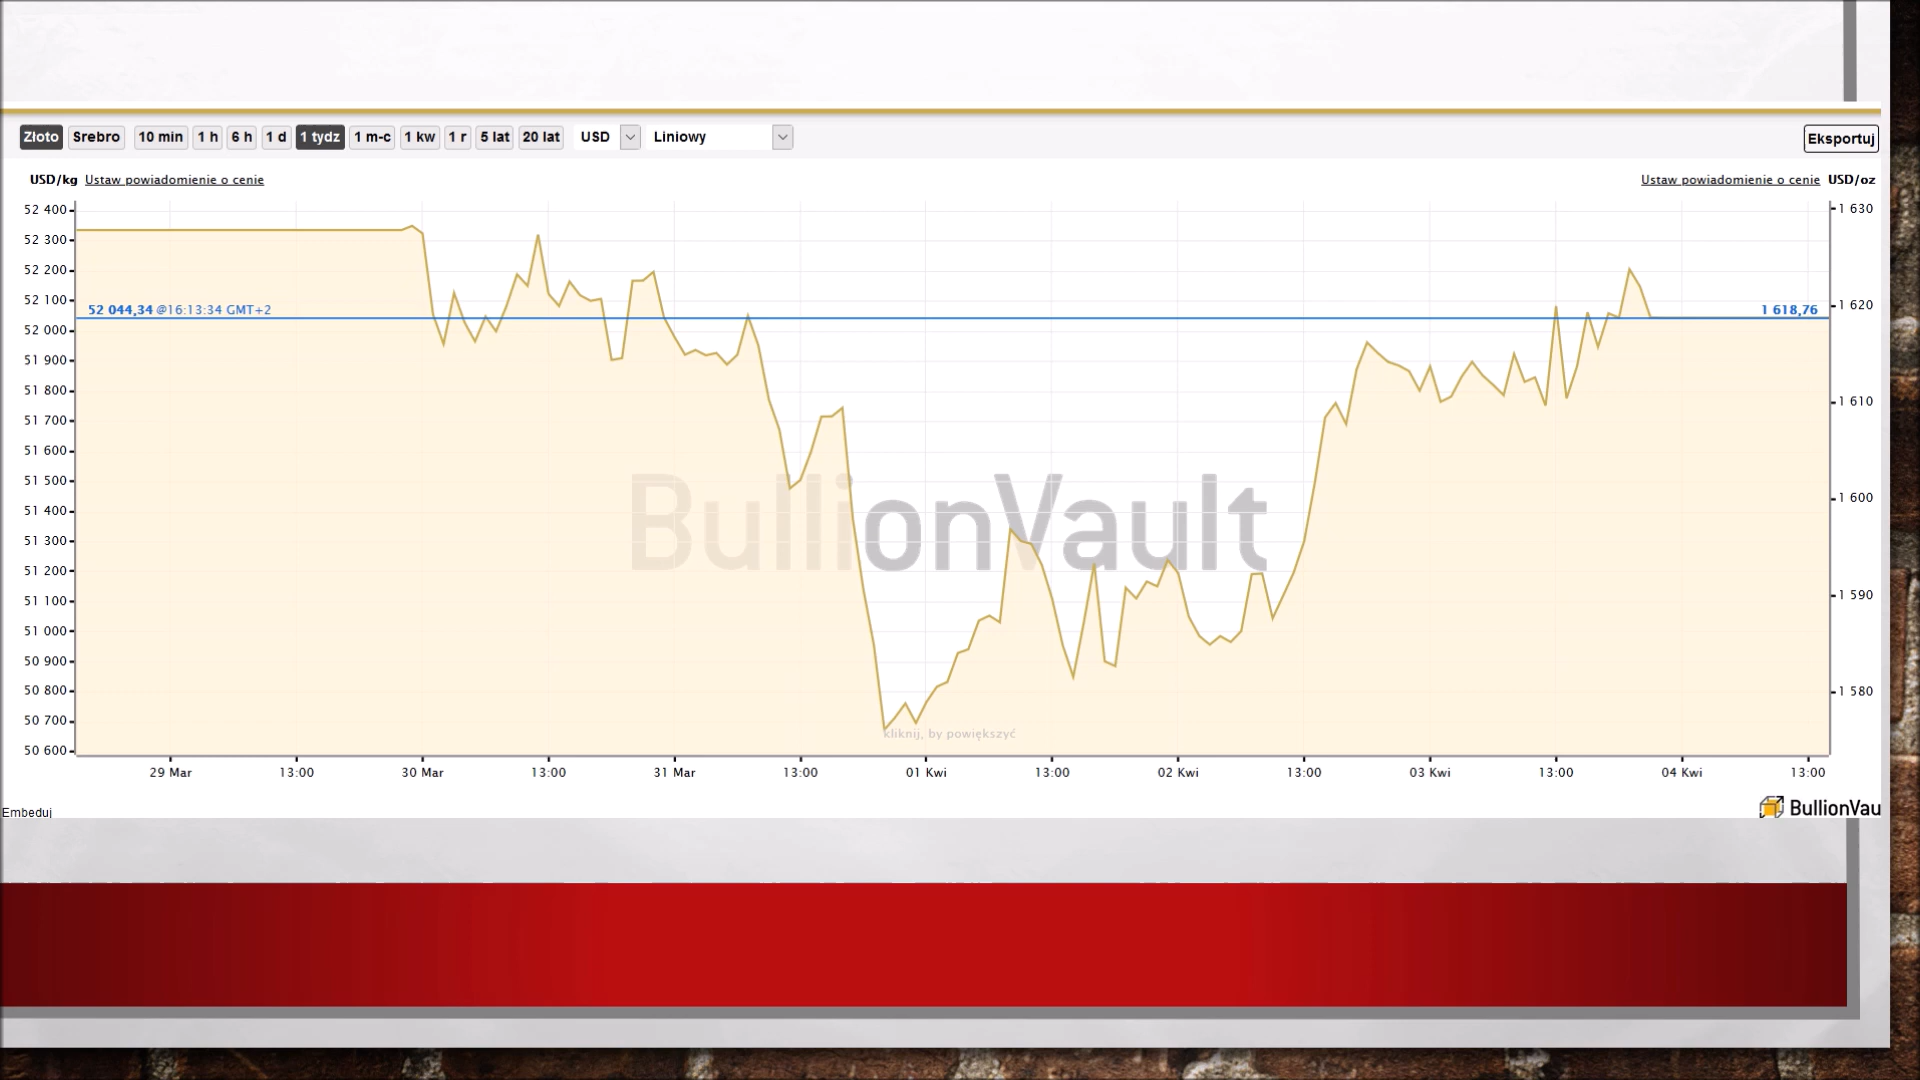 Złoto Srebro 10 min 1 h 6 h 1 d 1 tydz 1 m-c 1 kw 1 r 5 lat 20 lat USD Liniowy Eksportuj
USD/kg Ustaw powiadomienie o cenie Ustaw powiadomienie o cenie USD/oz
52 400 1 630
52 300
52 200
52 100 1 620
52 044,34 @16:13:34 GMT+2 1 618,76
52 000
51 900
51 800 1 610
51 700
51 600
51 500 1 600
BullionVault
51 400
51 300
51 200
51 100 1 590
51 000
50 900
50 800 1 580
50 700
kliknij, by powiększyć
50 600
29 Mar 13:00 30 Mar 13:00 31 Mar 13:00 01 Kwi 13:00 02 Kwi 13:00 03 Kwi 13:00 04 Kwi 13:00
Embeduj BullionVau